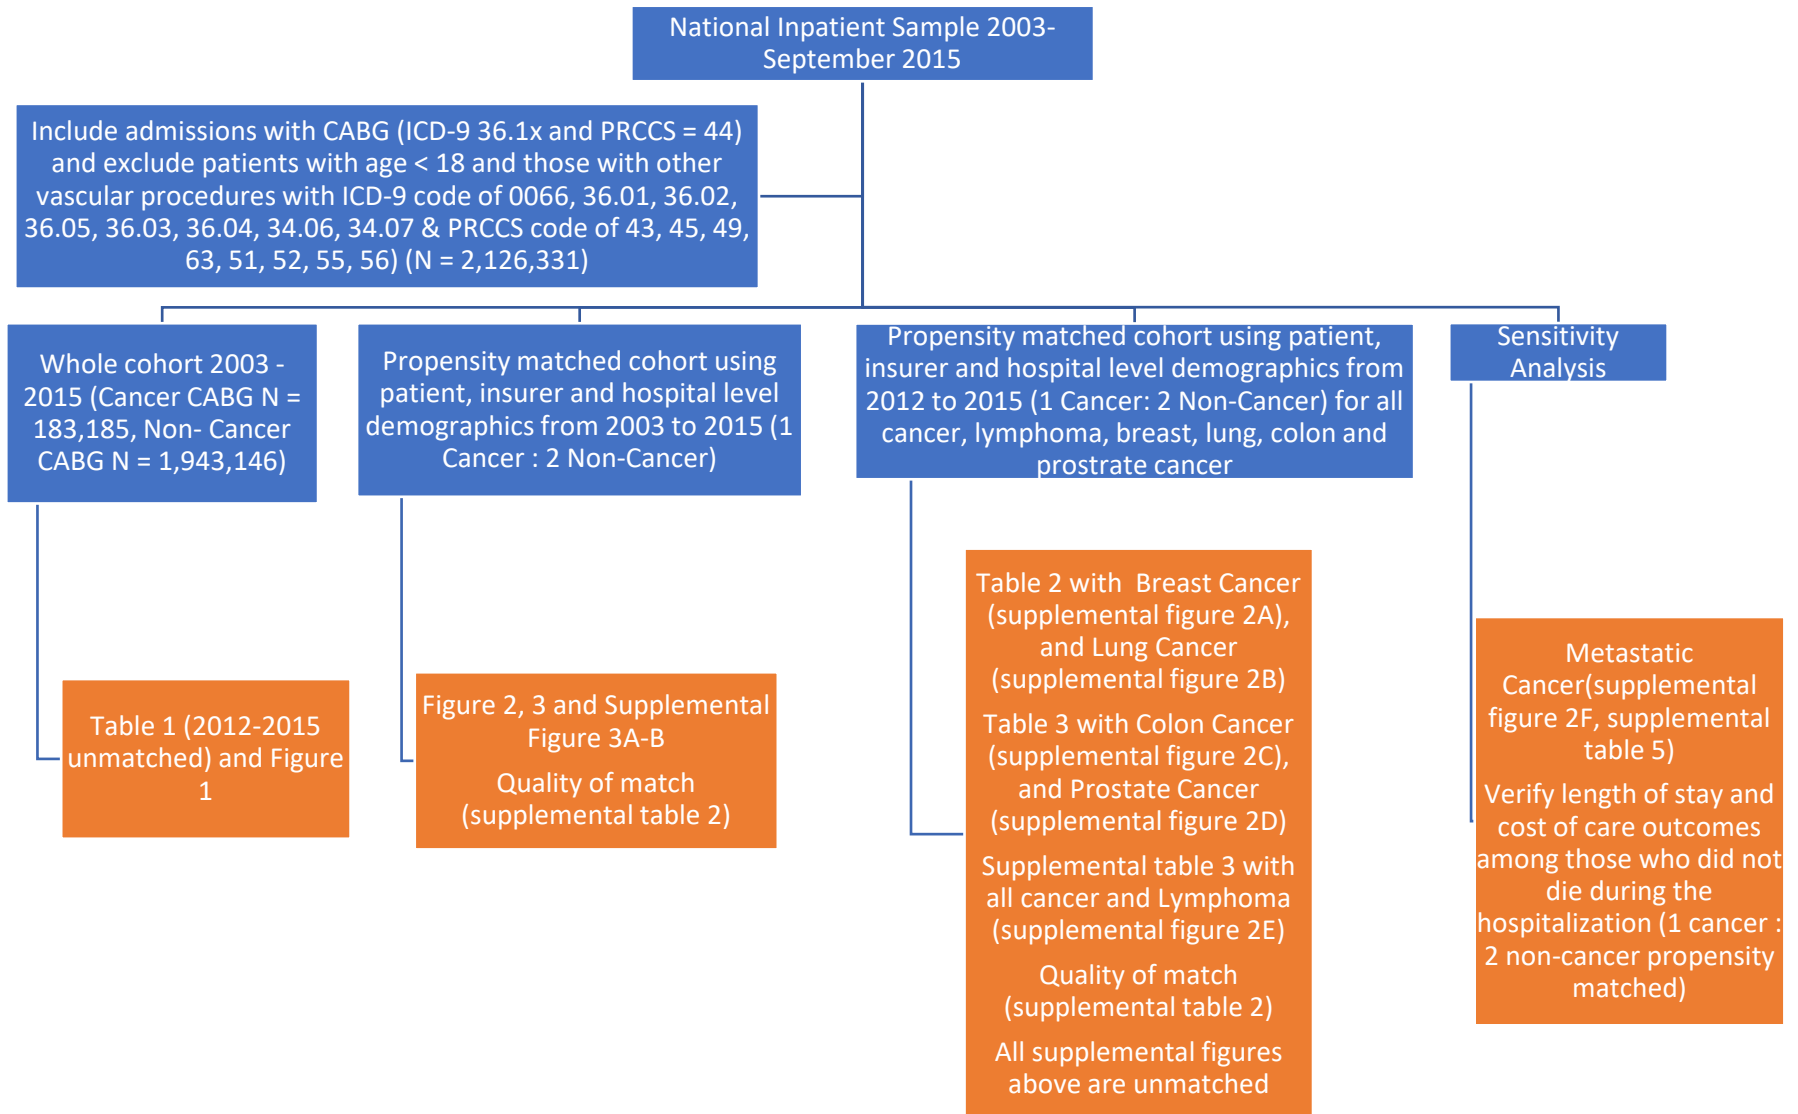 National Inpatient Sample 2003-
September 2015
Include admissions with CABG (ICD-9 36.1x and PRCCS = 44)
and exclude patients with age < 18 and those with other
vascular procedures with ICD-9 code of 0066, 36.01, 36.02,
36.05, 36.03, 36.04, 34.06, 34.07 & PRCCS code of 43, 45, 49,
63, 51, 52, 55, 56) (N = 2,126,331)
Whole cohort 2003 -
2015 (Cancer CABG N =
183,185, Non- Cancer
CABG N = 1,943,146)
Propensity matched cohort using
patient, insurer and hospital level
demographics from 2003 to 2015 (1
Cancer : 2 Non-Cancer)
Propensity matched cohort using patient,
insurer and hospital level demographics from
2012 to 2015 (1 Cancer: 2 Non-Cancer) for all
cancer, lymphoma, breast, lung, colon and
prostrate cancer
Sensitivity
Analysis
Table 1 (2012-2015
unmatched) and Figure
1
Figure 2, 3 and Supplemental
Figure 3A-B
Quality of match
(supplemental table 2)
Table 2 with Breast Cancer
(supplemental figure 2A),
and Lung Cancer
(supplemental figure 2B)
Table 3 with Colon Cancer
(supplemental figure 2C),
and Prostate Cancer
(supplemental figure 2D)
Supplemental table 3 with
all cancer and Lymphoma
(supplemental figure 2E)
Quality of match
(supplemental table 2)
All supplemental figures
above are unmatched
Metastatic
Cancer(supplemental
figure 2F, supplemental
table 5)
Verify length of stay and
cost of care outcomes
among those who did not
die during the
hospitalization (1 cancer :
2 non-cancer propensity
matched)